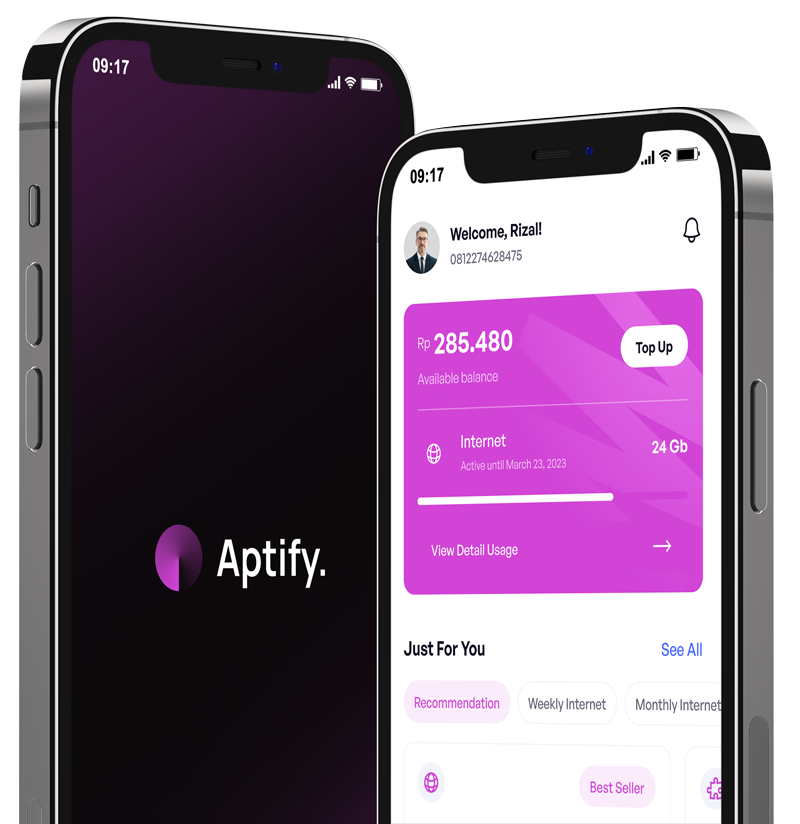 09:17
Aptify.
09:17
Welcome, Rizal!
0812274628475
Rp 285.480
Top Up
Available balance
Internet
24 Gb
Active until March 23, 2023
View Detail Usage
Just For You
See All
Recommendation
Weekly Internet
Monthly Internet
Best Seller